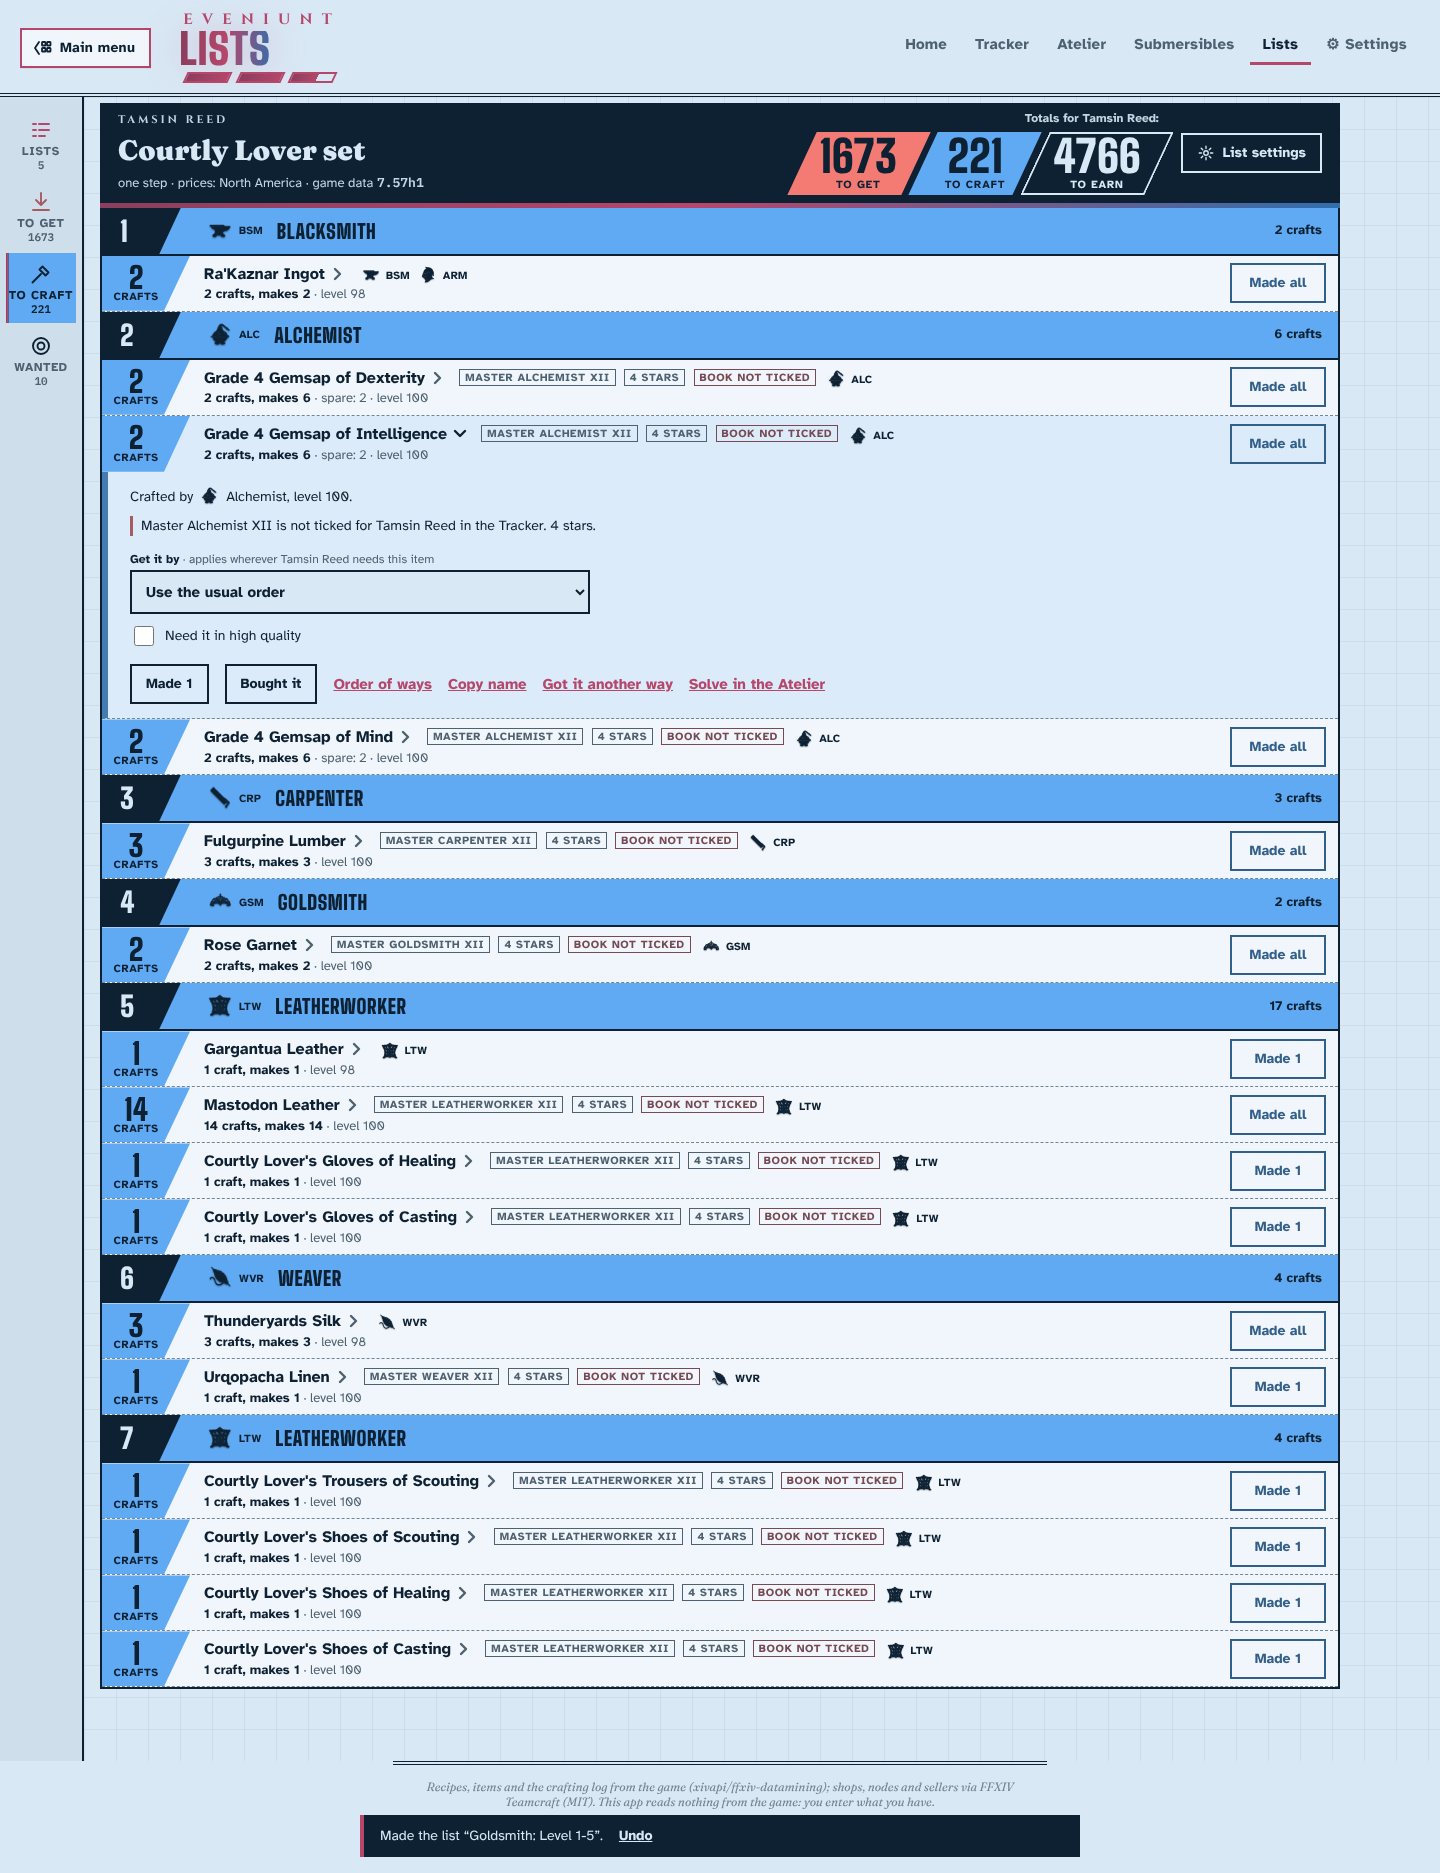 Main menu
EVENIUNT
LISTS
Home
Tracker
Atelier
Submersibles
Lists
Settings
LISTS
5
TO GET
1673
TO CRAFT
221
WANTED
10
TAMSIN REED
Courtly Lover set
one step · prices: North America · game data 7.57h1
Totals for Tamsin Reed:
1673
TO GET
221
TO CRAFT
4766
TO EARN
List settings
1 BSM BLACKSMITH 2 crafts
2 CRAFTS
Ra'Kaznar Ingot BSM ARM
2 crafts, makes 2 · level 98
Made all
2 ALC ALCHEMIST 6 crafts
2 CRAFTS
Grade 4 Gemsap of Dexterity MASTER ALCHEMIST XII 4 STARS BOOK NOT TICKED ALC
2 crafts, makes 6 · spare: 2 · level 100
Made all
2 CRAFTS
Grade 4 Gemsap of Intelligence MASTER ALCHEMIST XII 4 STARS BOOK NOT TICKED ALC
2 crafts, makes 6 · spare: 2 · level 100
Made all
Crafted by Alchemist, level 100.
Master Alchemist XII is not ticked for Tamsin Reed in the Tracker. 4 stars.
Get it by · applies wherever Tamsin Reed needs this item
Use the usual order
Need it in high quality
Made 1
Bought it
Order of ways
Copy name
Got it another way
Solve in the Atelier
2 CRAFTS
Grade 4 Gemsap of Mind MASTER ALCHEMIST XII 4 STARS BOOK NOT TICKED ALC
2 crafts, makes 6 · spare: 2 · level 100
Made all
3 CRP CARPENTER 3 crafts
3 CRAFTS
Fulgurpine Lumber MASTER CARPENTER XII 4 STARS BOOK NOT TICKED CRP
3 crafts, makes 3 · level 100
Made all
4 GSM GOLDSMITH 2 crafts
2 CRAFTS
Rose Garnet MASTER GOLDSMITH XII 4 STARS BOOK NOT TICKED GSM
2 crafts, makes 2 · level 100
Made all
5 LTW LEATHERWORKER 17 crafts
1 CRAFTS
Gargantua Leather LTW
1 craft, makes 1 · level 98
Made 1
14 CRAFTS
Mastodon Leather MASTER LEATHERWORKER XII 4 STARS BOOK NOT TICKED LTW
14 crafts, makes 14 · level 100
Made all
1 CRAFTS
Courtly Lover's Gloves of Healing MASTER LEATHERWORKER XII 4 STARS BOOK NOT TICKED LTW
1 craft, makes 1 · level 100
Made 1
1 CRAFTS
Courtly Lover's Gloves of Casting MASTER LEATHERWORKER XII 4 STARS BOOK NOT TICKED LTW
1 craft, makes 1 · level 100
Made 1
6 WVR WEAVER 4 crafts
3 CRAFTS
Thunderyards Silk WVR
3 crafts, makes 3 · level 98
Made all
1 CRAFTS
Urqopacha Linen MASTER WEAVER XII 4 STARS BOOK NOT TICKED WVR
1 craft, makes 1 · level 100
Made 1
7 LTW LEATHERWORKER 4 crafts
1 CRAFTS
Courtly Lover's Trousers of Scouting MASTER LEATHERWORKER XII 4 STARS BOOK NOT TICKED LTW
1 craft, makes 1 · level 100
Made 1
1 CRAFTS
Courtly Lover's Shoes of Scouting MASTER LEATHERWORKER XII 4 STARS BOOK NOT TICKED LTW
1 craft, makes 1 · level 100
Made 1
1 CRAFTS
Courtly Lover's Shoes of Healing MASTER LEATHERWORKER XII 4 STARS BOOK NOT TICKED LTW
1 craft, makes 1 · level 100
Made 1
1 CRAFTS
Courtly Lover's Shoes of Casting MASTER LEATHERWORKER XII 4 STARS BOOK NOT TICKED LTW
1 craft, makes 1 · level 100
Made 1
Recipes, items and the crafting log from the game (xivapi/ffxiv-datamining); shops, nodes and sellers via FFXIV
Teamcraft (MIT). This app reads nothing from the game: you enter what you have.
Made the list “Goldsmith: Level 1-5”. Undo